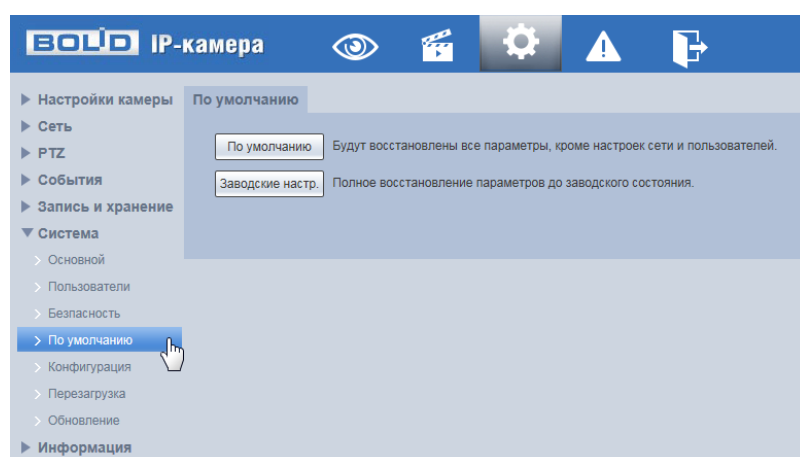 BOLID IP-камера
Настройки камеры
Сеть
PTZ
События
Запись и хранение
Система
Основной
Пользователи
Безпасность
По умолчанию
Конфигурация
Перезагрузка
Обновление
Информация
По умолчанию
По умолчанию Будут восстановлены все параметры, кроме настроек сети и пользователей.
Заводские настр. Полное восстановление параметров до заводского состояния.